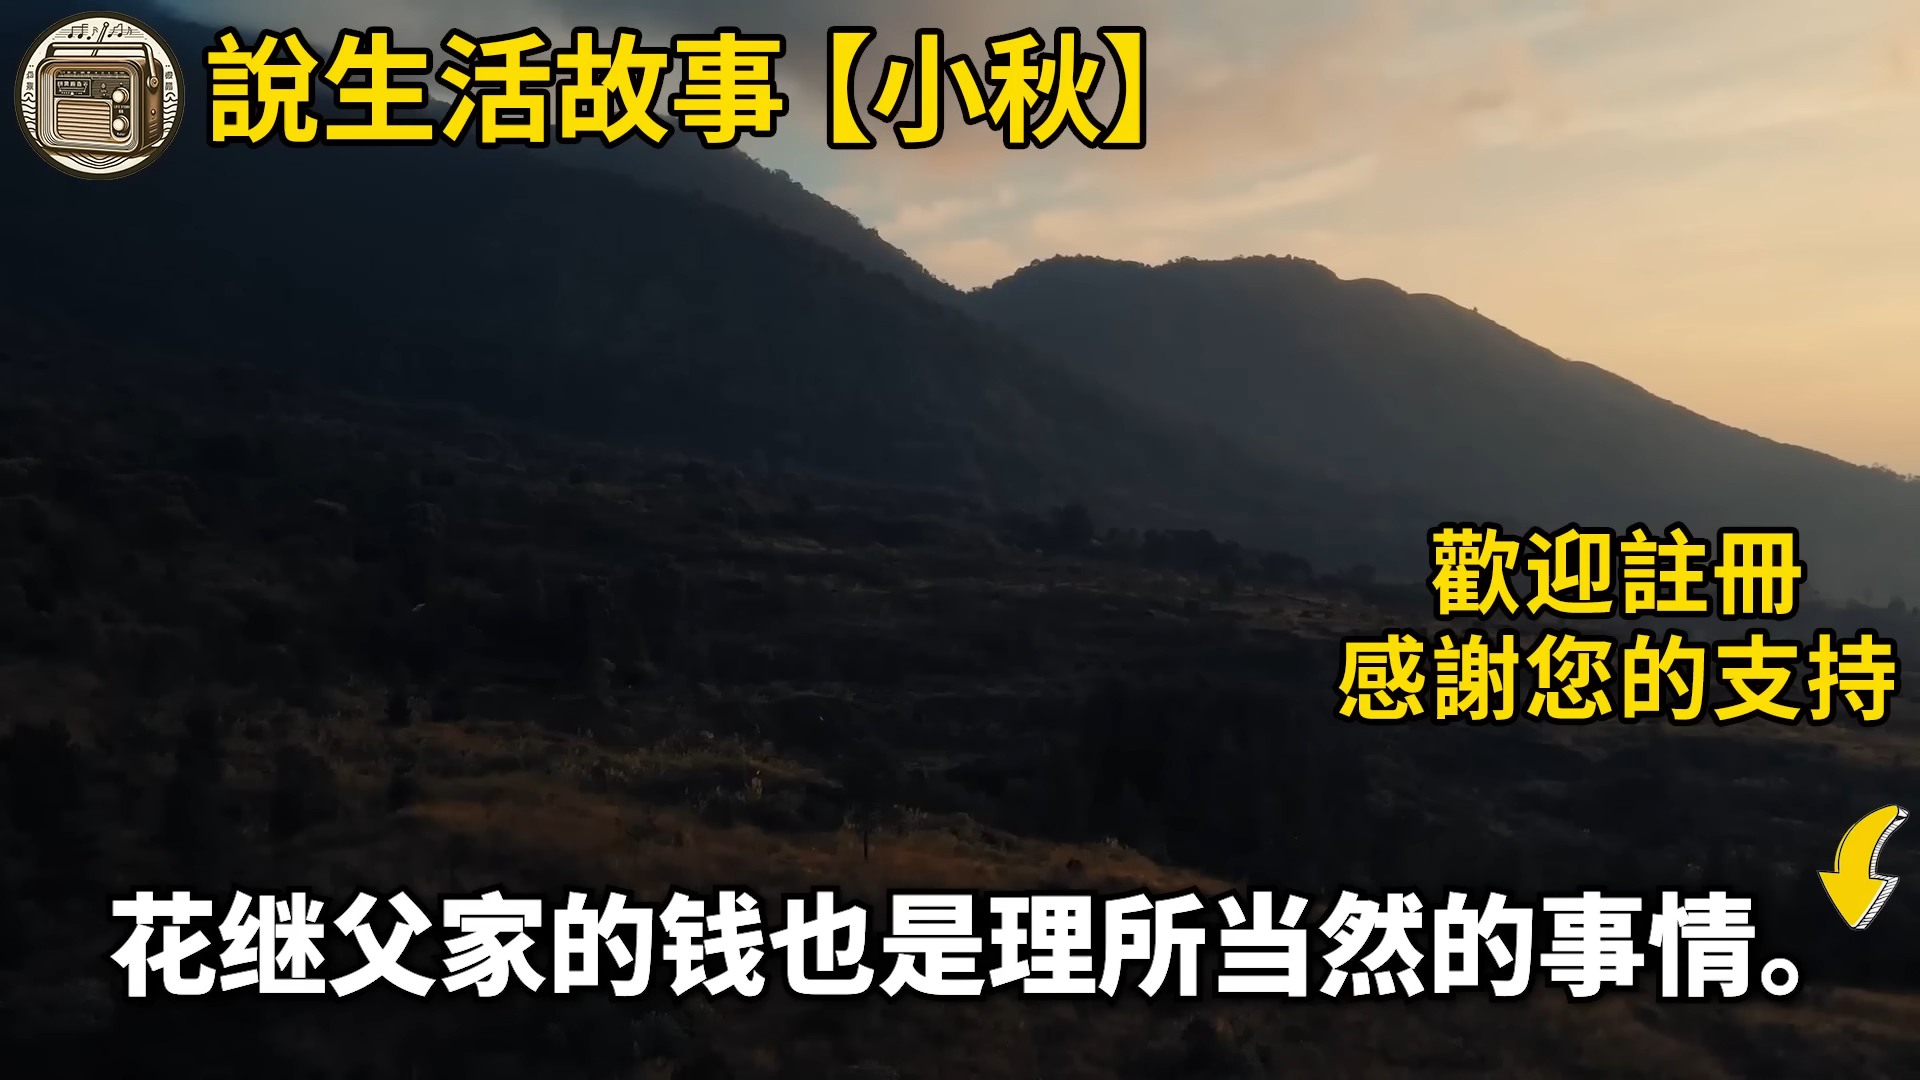 說生活故事【小秋】
歡迎註冊
感謝您的支持
花继父家的钱也是理所当然的事情。